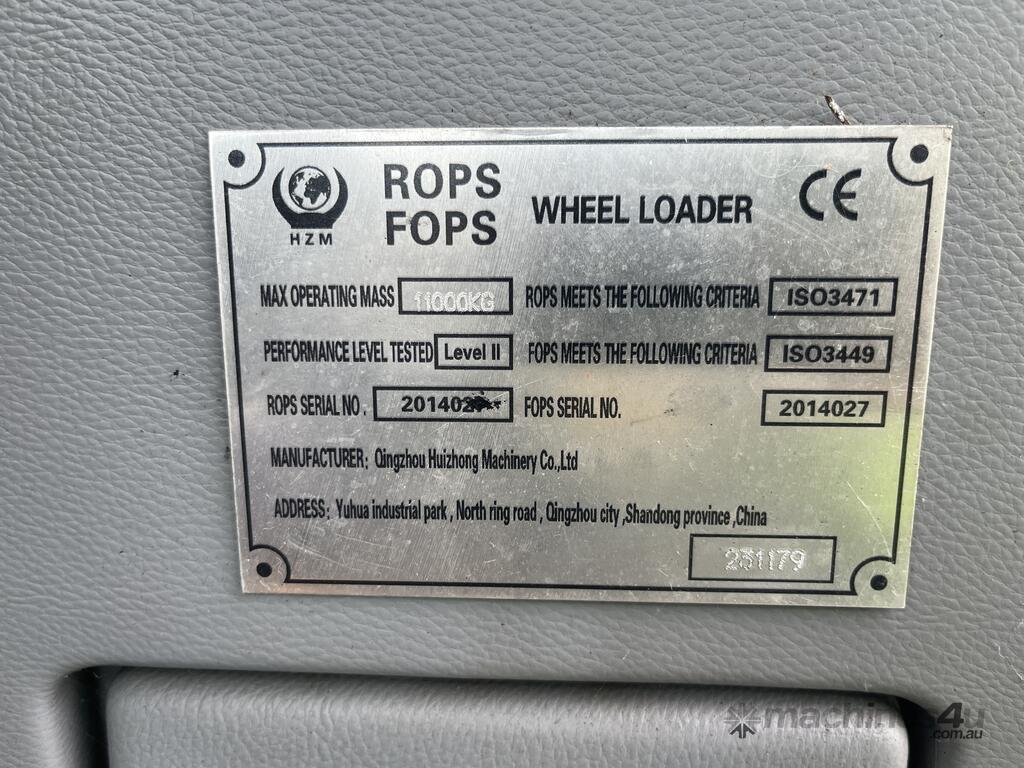 HZM
ROPS
FOPS
WHEEL LOADER
CE
MAX OPERATING MASS 11000KG
ROPS MEETS THE FOLLOWING CRITERIA ISO3471
PERFORMANCE LEVEL TESTED Level II
FOPS MEETS THE FOLLOWING CRITERIA ISO3449
ROPS SERIAL NO.
FOPS SERIAL NO. 2014027
MANUFACTURER: Qingzhou Huizhong Machinery Co.,Ltd
ADDRESS: Yuhua industrial park , North ring road , Qingzhou city ,Shandong province ,China
231179
machines4u
.com.au